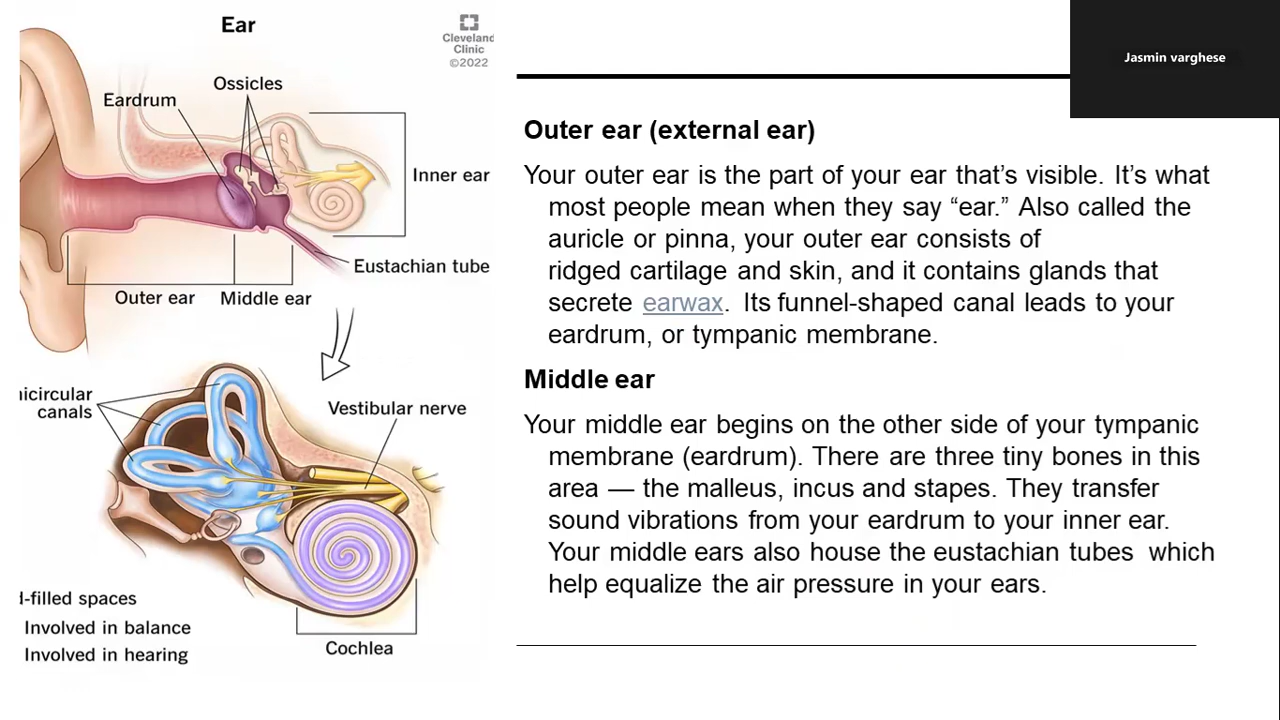 Ear
Cleveland
Clinic
©2022
Ossicles
Eardrum
Inner ear
Eustachian tube
Outer ear
Middle ear
nicircular
canals
Vestibular nerve
d-filled spaces
Involved in balance
Involved in hearing
Cochlea
Jasmin varghese
Outer ear (external ear)
Your outer ear is the part of your ear that’s visible. It’s what
most people mean when they say “ear.” Also called the
auricle or pinna, your outer ear consists of
ridged cartilage and skin, and it contains glands that
secrete earwax. Its funnel-shaped canal leads to your
eardrum, or tympanic membrane.
Middle ear
Your middle ear begins on the other side of your tympanic
membrane (eardrum). There are three tiny bones in this
area — the malleus, incus and stapes. They transfer
sound vibrations from your eardrum to your inner ear.
Your middle ears also house the eustachian tubes which
help equalize the air pressure in your ears.